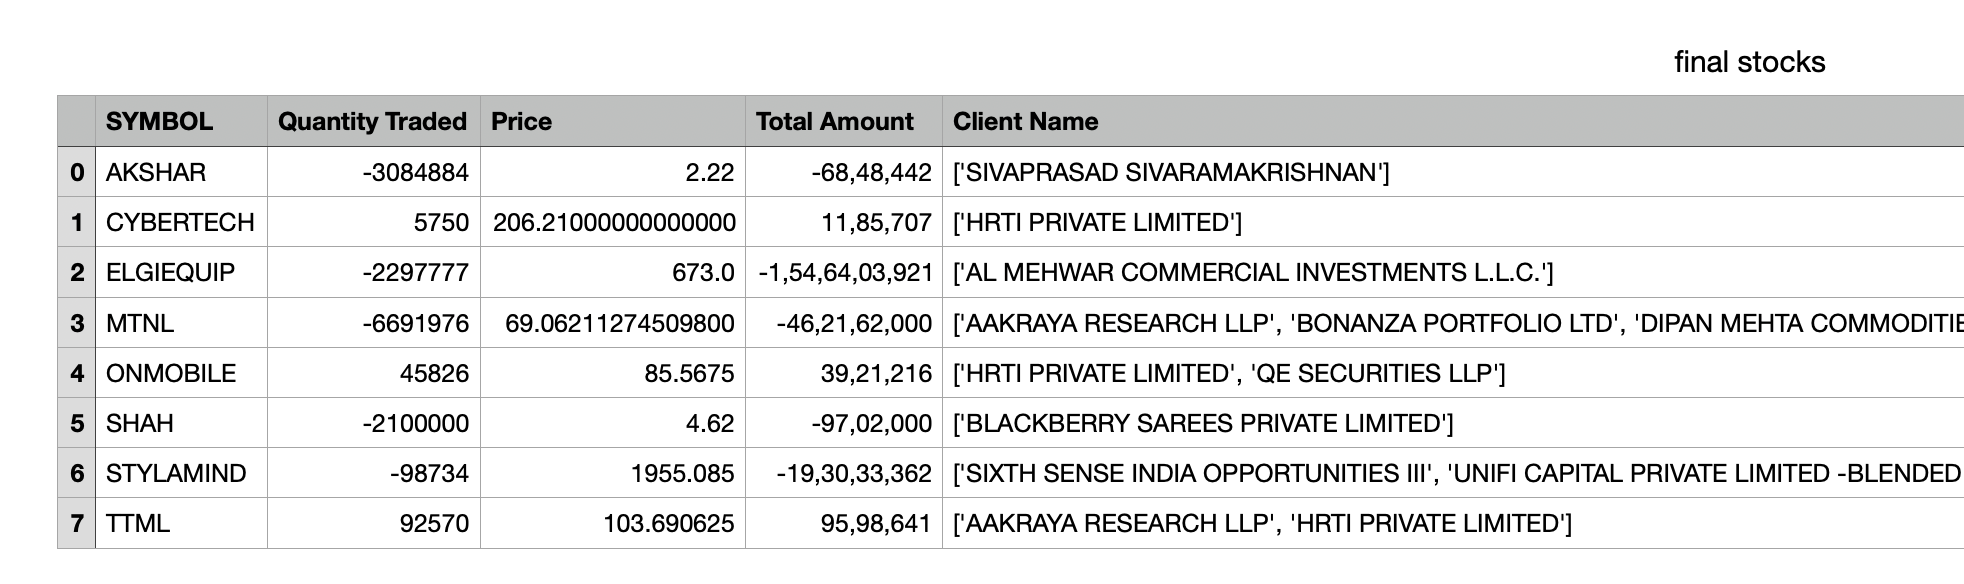 final stocks
SYMBOL Quantity Traded Price Total Amount Client Name
0 AKSHAR -3084884 2.22 -68,48,442 ['SIVAPRASAD SIVARAMAKRISHNAN']
1 CYBERTECH 5750 206.21000000000000 11,85,707 ['HRTI PRIVATE LIMITED']
2 ELGIEQUIP -2297777 673.0 -1,54,64,03,921 ['AL MEHWAR COMMERCIAL INVESTMENTS L.L.C.']
3 MTNL -6691976 69.06211274509800 -46,21,62,000 ['AAKRAYA RESEARCH LLP', 'BONANZA PORTFOLIO LTD', 'DIPAN MEHTA COMMODITIE
4 ONMOBILE 45826 85.5675 39,21,216 ['HRTI PRIVATE LIMITED', 'QE SECURITIES LLP']
5 SHAH -2100000 4.62 -97,02,000 ['BLACKBERRY SAREES PRIVATE LIMITED']
6 STYLAMIND -98734 1955.085 -19,30,33,362 ['SIXTH SENSE INDIA OPPORTUNITIES III', 'UNIFI CAPITAL PRIVATE LIMITED -BLENDED
7 TTML 92570 103.690625 95,98,641 ['AAKRAYA RESEARCH LLP', 'HRTI PRIVATE LIMITED']